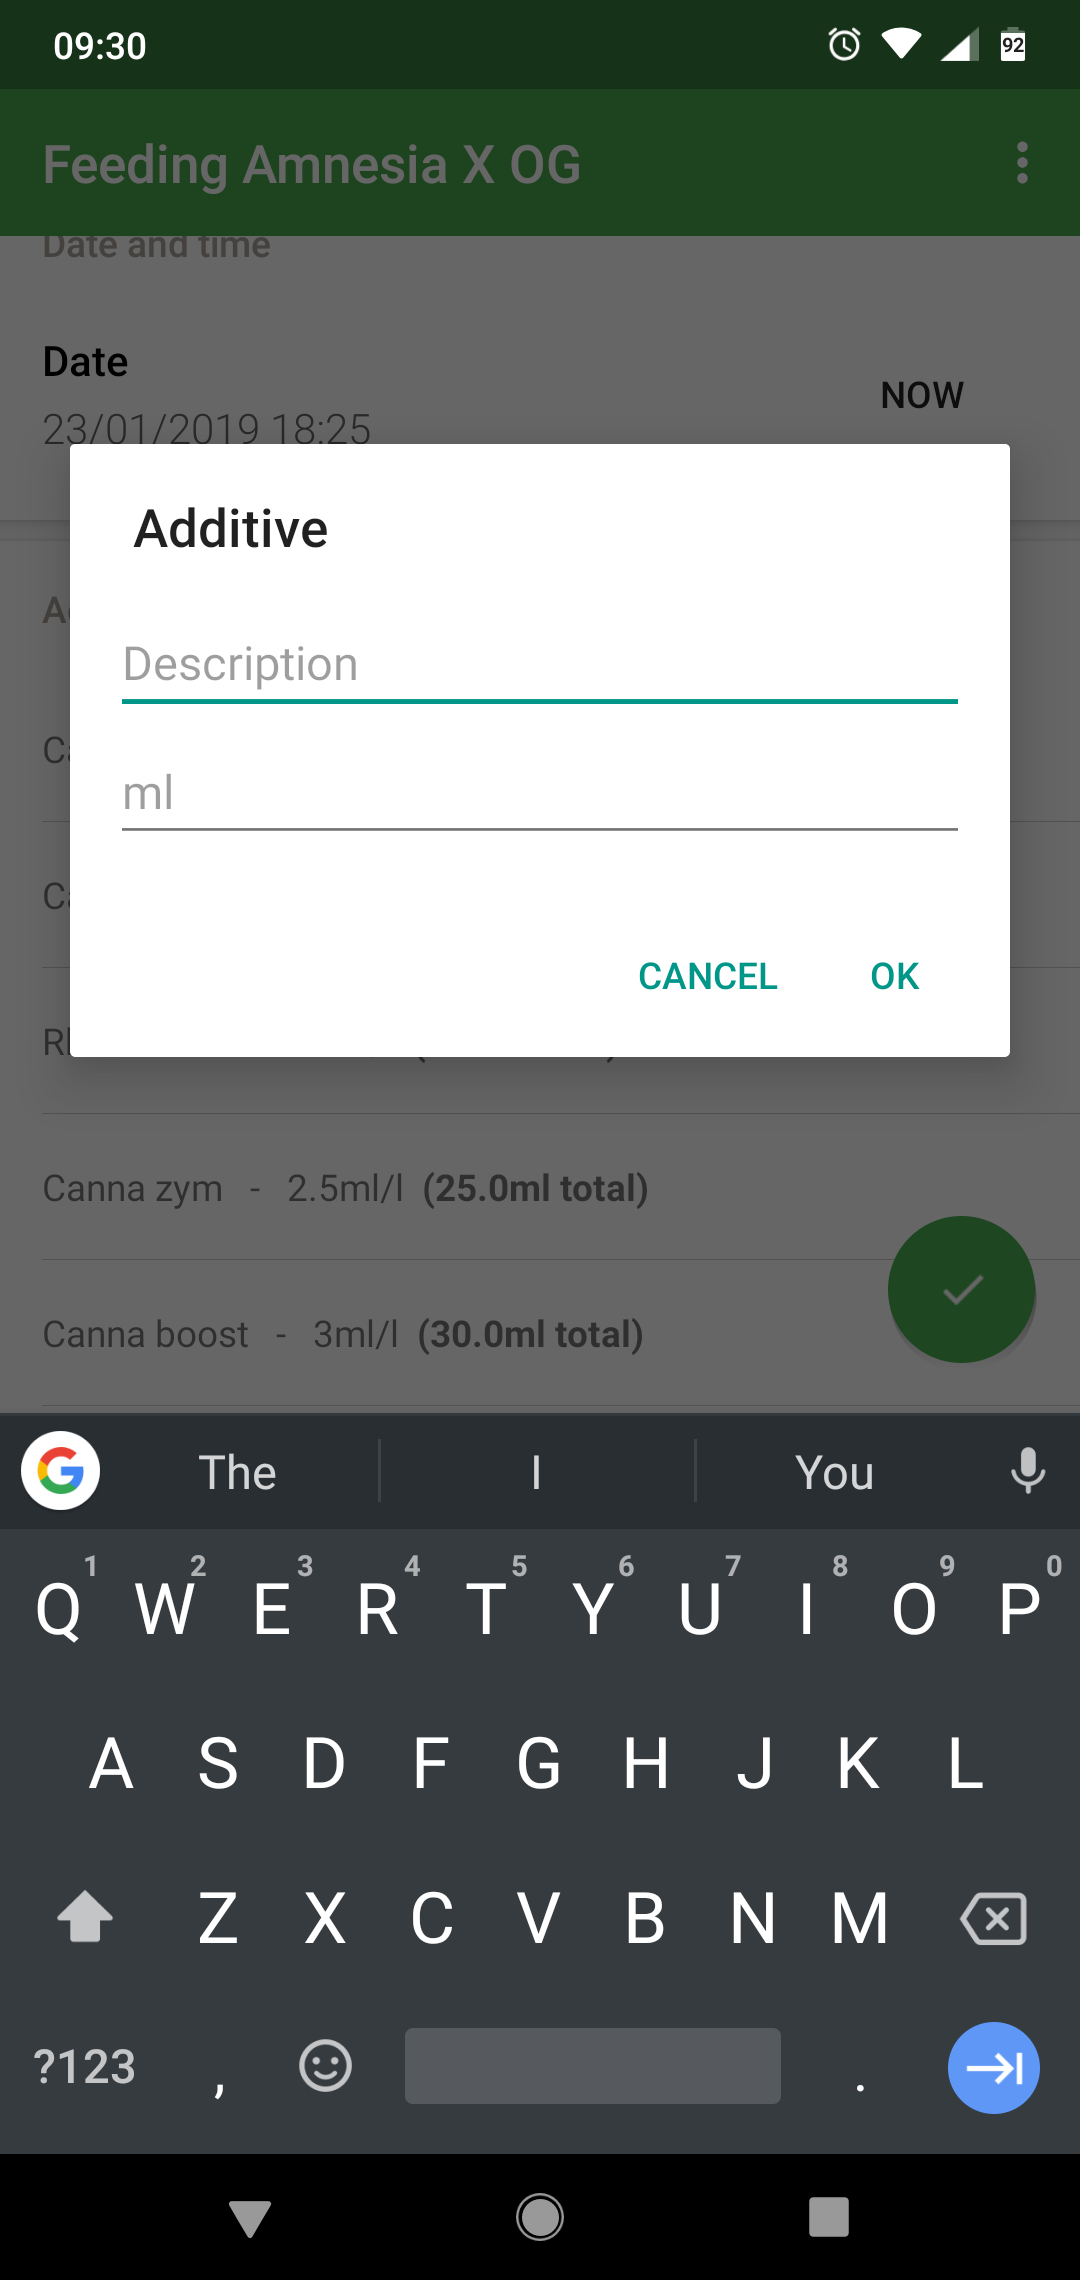 09:30
92
Feeding Amnesia X OG
Date and time
Date
23/01/2019 18:25
NOW
Additive
Description
ml
CANCEL
OK
Canna zym - 2.5ml/l (25.0ml total)
Canna boost - 3ml/l (30.0ml total)
The I You
1 2 3 4 5 6 7 8 9 0
Q W E R T Y U I O P
A S D F G H J K L
Z X C V B N M
?123 , .